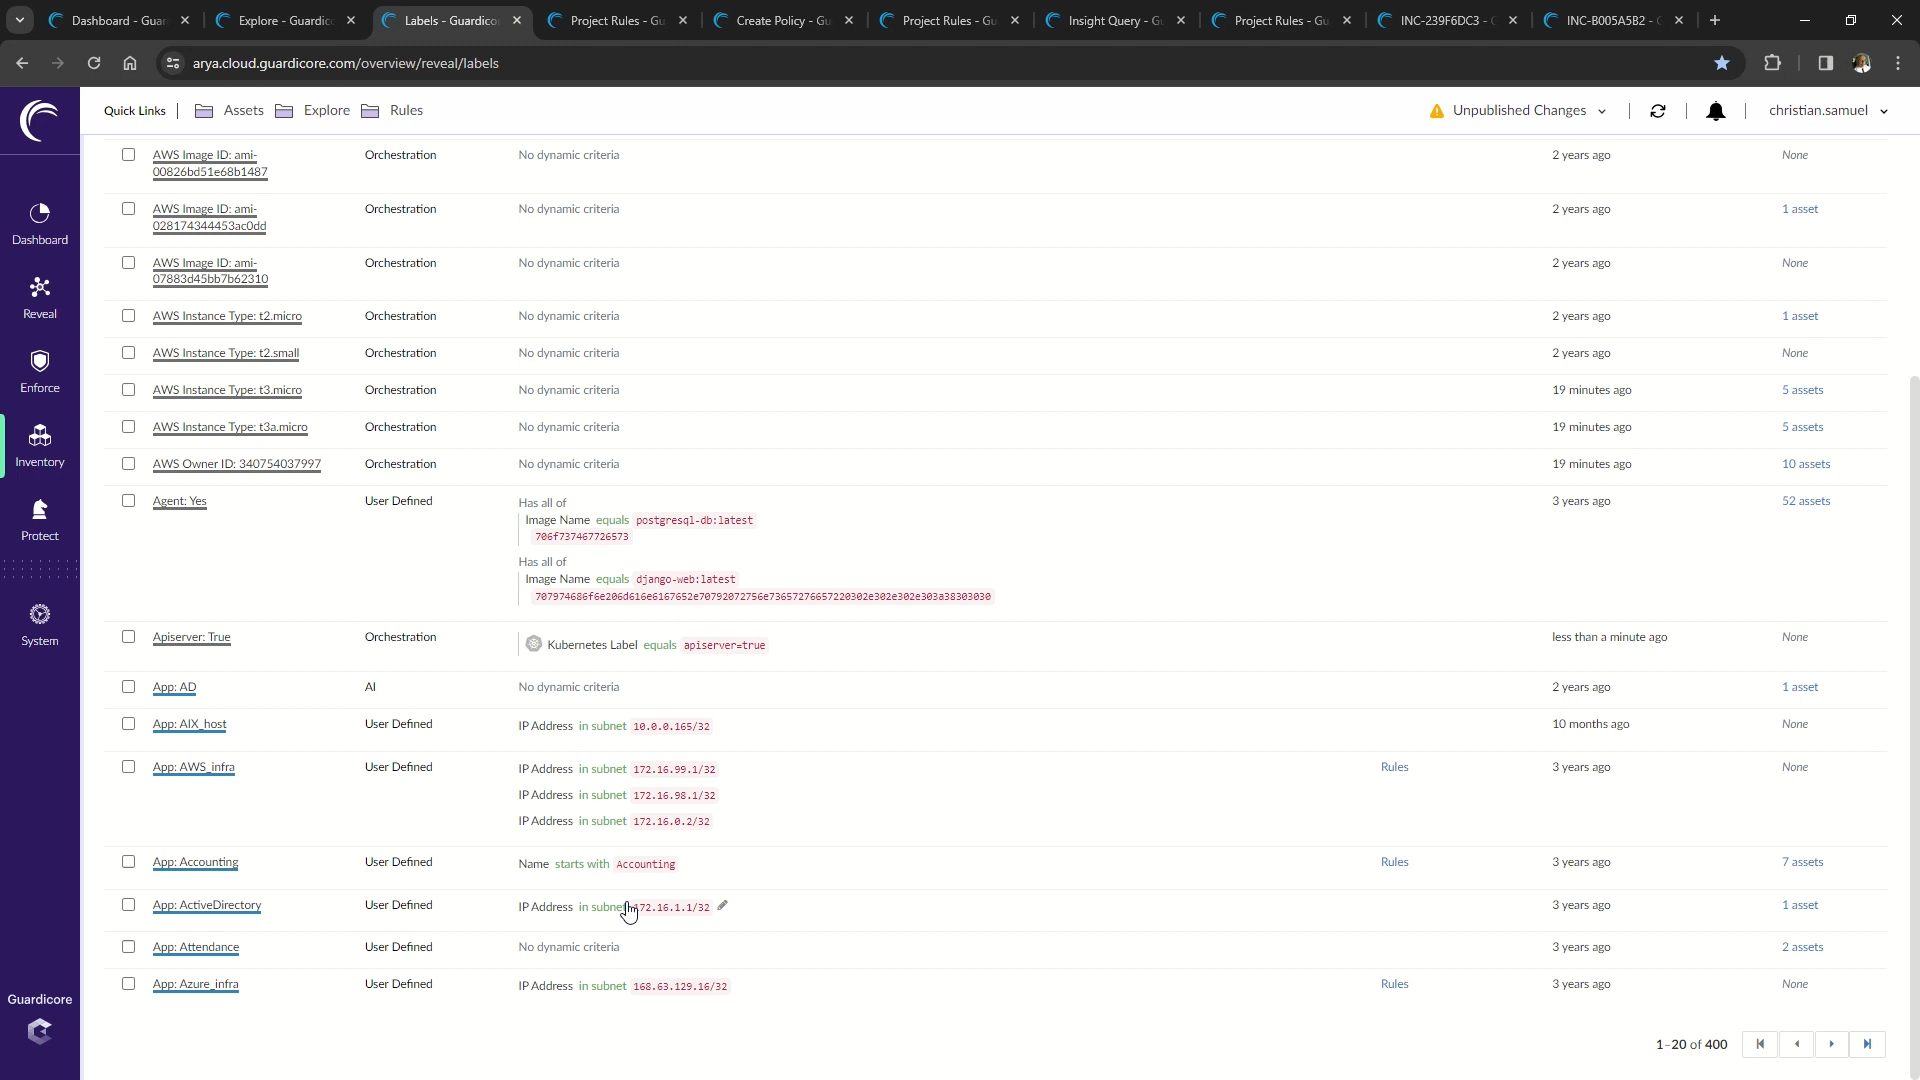 Dashboard - Guar
Explore - Guardic
Labels - Guardico
Project Rules - Gu
Create Policy - Gu
Project Rules - Gu
Insight Query - Gu
Project Rules - Gu
INC-239F6DC3 - G
INC-B005A5B2 - G
arya.cloud.guardicore.com/overview/reveal/labels
Quick Links Assets Explore Rules
Unpublished Changes christian.samuel
Dashboard
Reveal
Enforce
Inventory
Protect
System
Guardicore
AWS Image ID: ami-
00826bd51e68b1487 Orchestration No dynamic criteria 2 years ago None
AWS Image ID: ami-
028174344453ac0dd Orchestration No dynamic criteria 2 years ago 1 asset
AWS Image ID: ami-
07883d45bb7b62310 Orchestration No dynamic criteria 2 years ago None
AWS Instance Type: t2.micro Orchestration No dynamic criteria 2 years ago 1 asset
AWS Instance Type: t2.small Orchestration No dynamic criteria 2 years ago None
AWS Instance Type: t3.micro Orchestration No dynamic criteria 19 minutes ago 5 assets
AWS Instance Type: t3a.micro Orchestration No dynamic criteria 19 minutes ago 5 assets
AWS Owner ID: 340754037997 Orchestration No dynamic criteria 19 minutes ago 10 assets
Agent: Yes User Defined Has all of 3 years ago 52 assets
Image Name equals postgresql-db:latest
706f737467726573
Has all of
Image Name equals django-web:latest
707974686f6e206d616e6167652e70792072756e73657276657220302e302e302e303a38303030
Apiserver: True Orchestration Kubernetes Label equals apiserver=true less than a minute ago None
App: AD AI No dynamic criteria 2 years ago 1 asset
App: AIX_host User Defined IP Address in subnet 10.0.0.165/32 10 months ago None
App: AWS_infra User Defined IP Address in subnet 172.16.99.1/32 Rules 3 years ago None
IP Address in subnet 172.16.98.1/32
IP Address in subnet 172.16.0.2/32
App: Accounting User Defined Name starts with Accounting Rules 3 years ago 7 assets
App: ActiveDirectory User Defined IP Address in subnet 172.16.1.1/32 3 years ago 1 asset
App: Attendance User Defined No dynamic criteria 3 years ago 2 assets
App: Azure_infra User Defined IP Address in subnet 168.63.129.16/32 Rules 3 years ago None
1-20 of 400